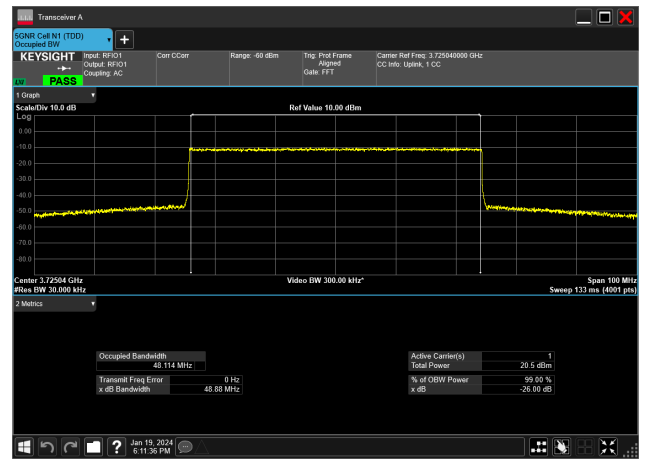 Transceiver A
5GNR Cell N1 (TDD)
Occupied BW
KEYSIGHT
LW PASS
Input: RFIO1
Output: RFIO1
Coupling: AC
Corr CCorr
Range: -60 dBm
Trig: Prot Frame
Aligned
Gate: FFT
Carrier Ref Freq: 3.725040000 GHz
CC Info: Uplink, 1 CC
1 Graph
Scale/Div 10.0 dB
Ref Value 10.00 dBm
Log
0.00
-10.0
-20.0
-30.0
-40.0
-50.0
-60.0
-70.0
-80.0
Center 3.72504 GHz
#Res BW 30.000 kHz
Video BW 300.00 kHz*
Span 100 MHz
Sweep 133 ms (4001 pts)
2 Metrics
Occupied Bandwidth
48.114 MHz
Transmit Freq Error 0 Hz
x dB Bandwidth 48.88 MHz
Active Carrier(s) 1
Total Power 20.5 dBm
% of OBW Power 99.00 %
x dB -26.00 dB
Jan 19, 2024
6:11:36 PM